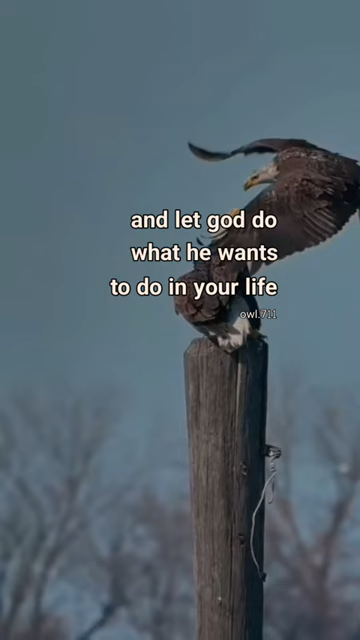 and let god do
what he wants
to do in your life
owl.711